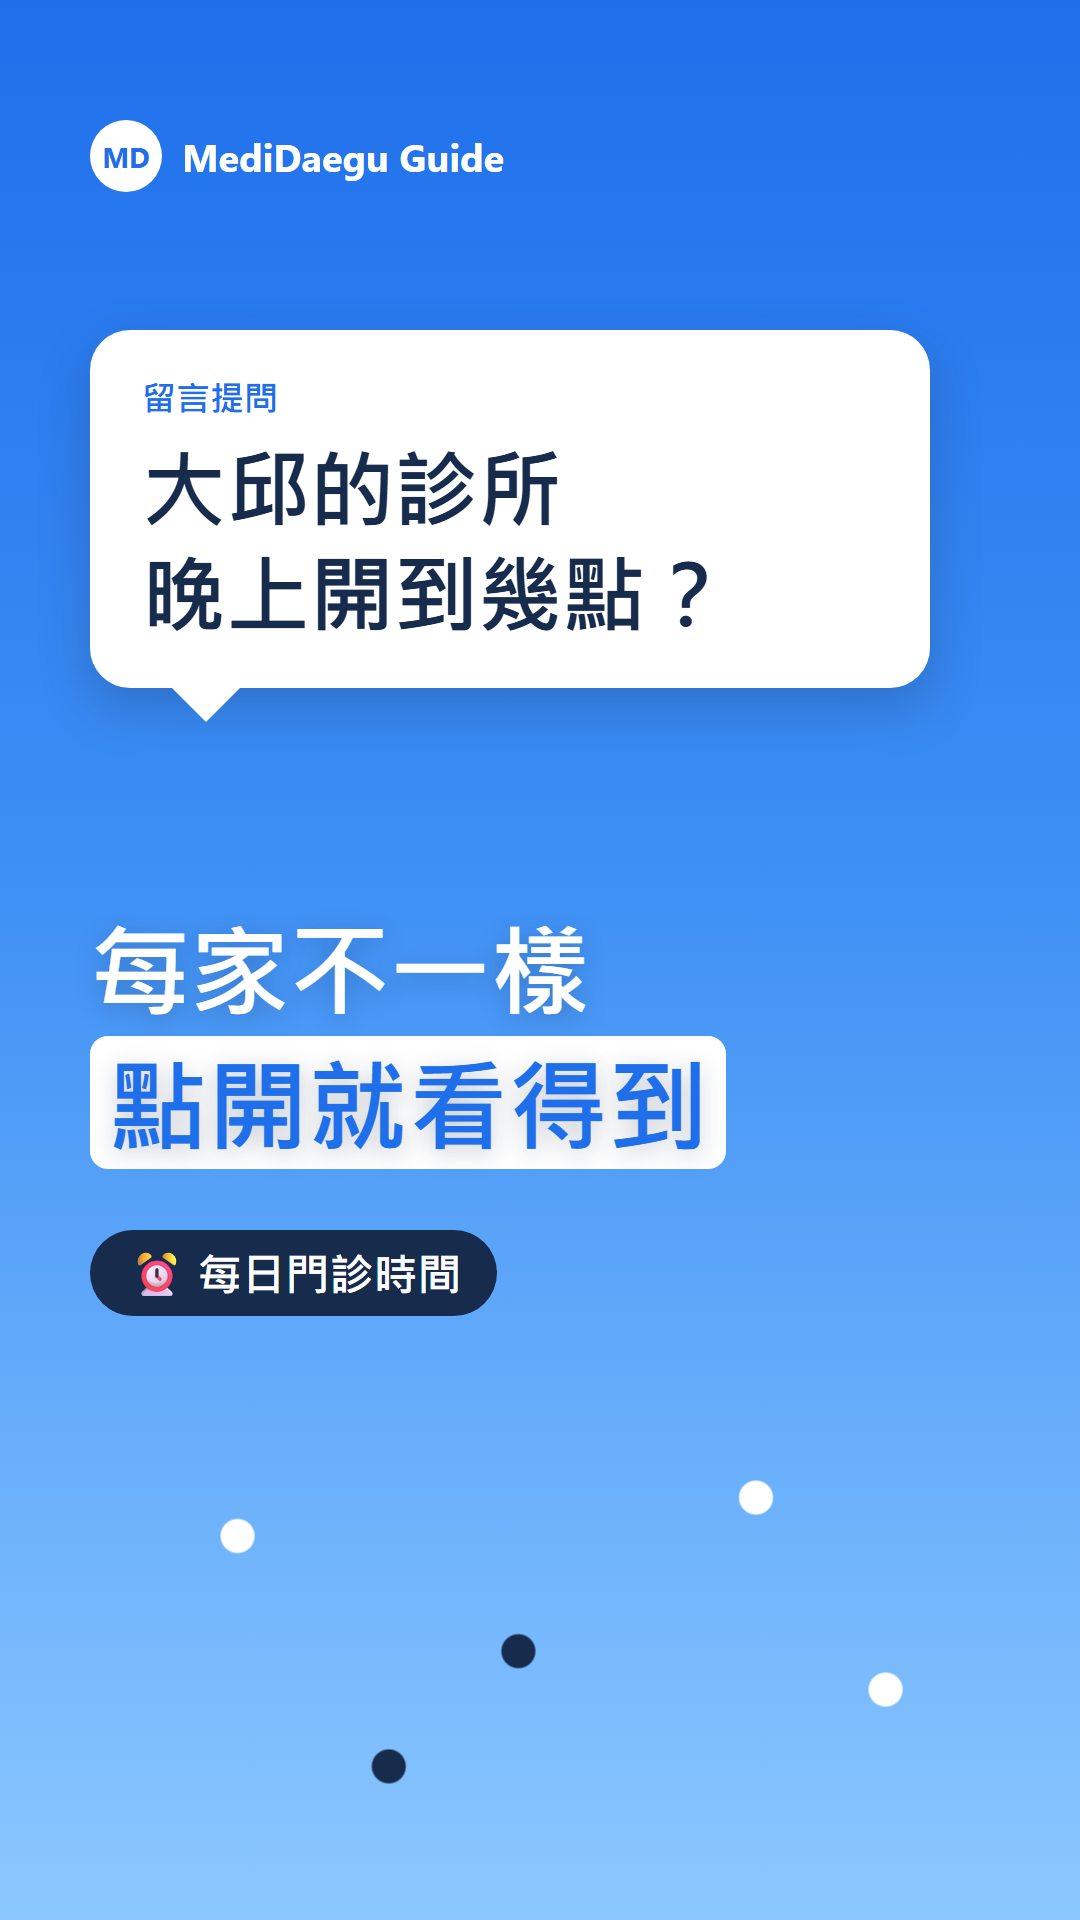 MD MediDaegu Guide
留言提問
大邱的診所
晚上開到幾點？
每家不一樣
點開就看得到
⏰ 每日門診時間